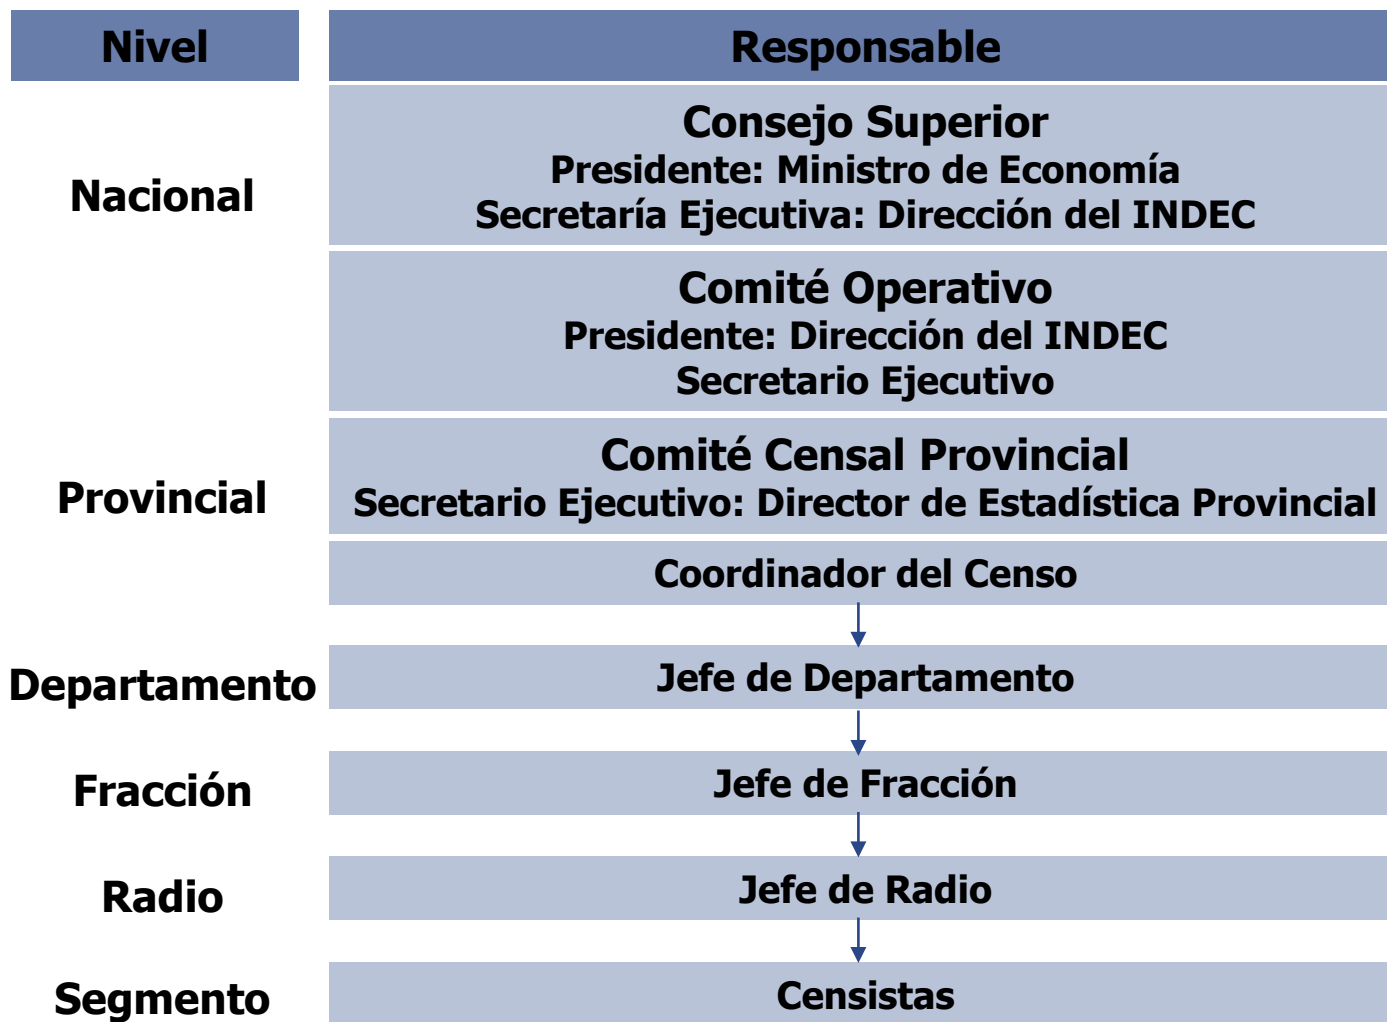 Nivel
Responsable
Nacional
Consejo Superior
Presidente: Ministro de Economía
Secretaría Ejecutiva: Dirección del INDEC
Comité Operativo
Presidente: Dirección del INDEC
Secretario Ejecutivo
Provincial
Comité Censal Provincial
Secretario Ejecutivo: Director de Estadística Provincial
Coordinador del Censo
Departamento
Jefe de Departamento
Fracción
Jefe de Fracción
Radio
Jefe de Radio
Segmento
Censistas